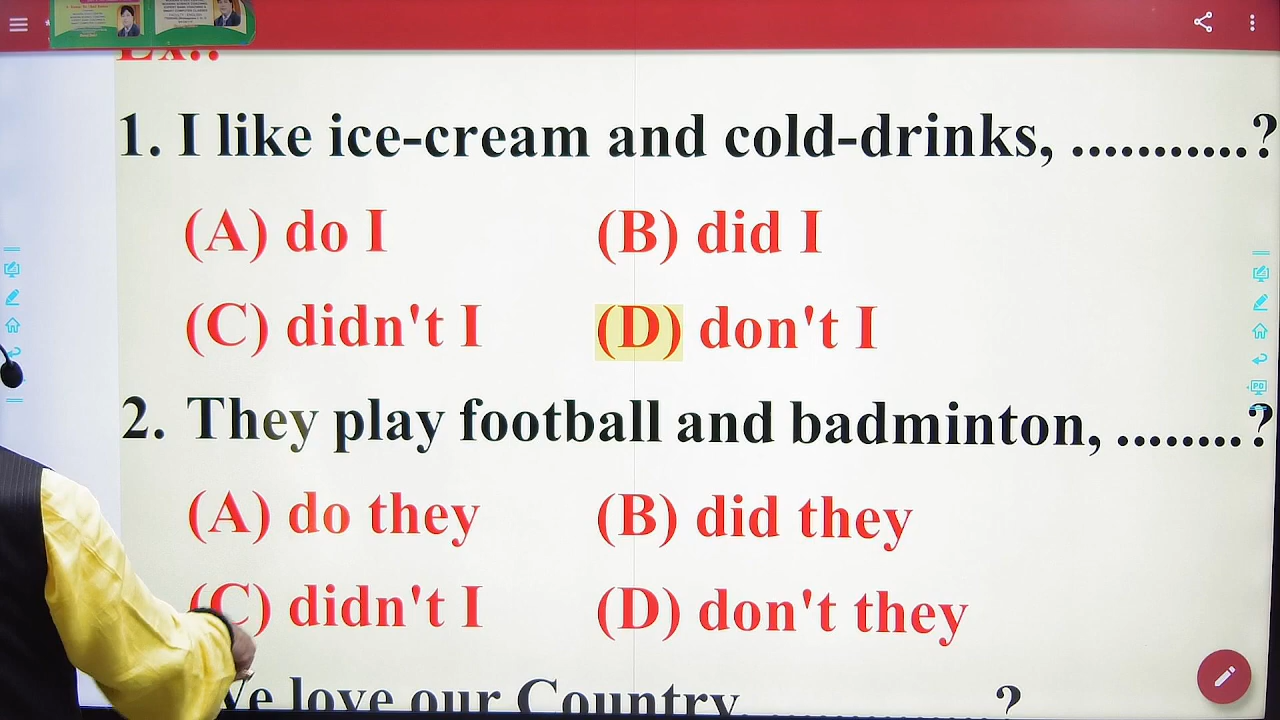 Ex.:
1. I like ice-cream and cold-drinks, ...........?
(A) do I (B) did I
(C) didn't I (D) don't I
2. They play football and badminton, ........?
(A) do they (B) did they
(C) didn't I (D) don't they
love our Country, ..............?